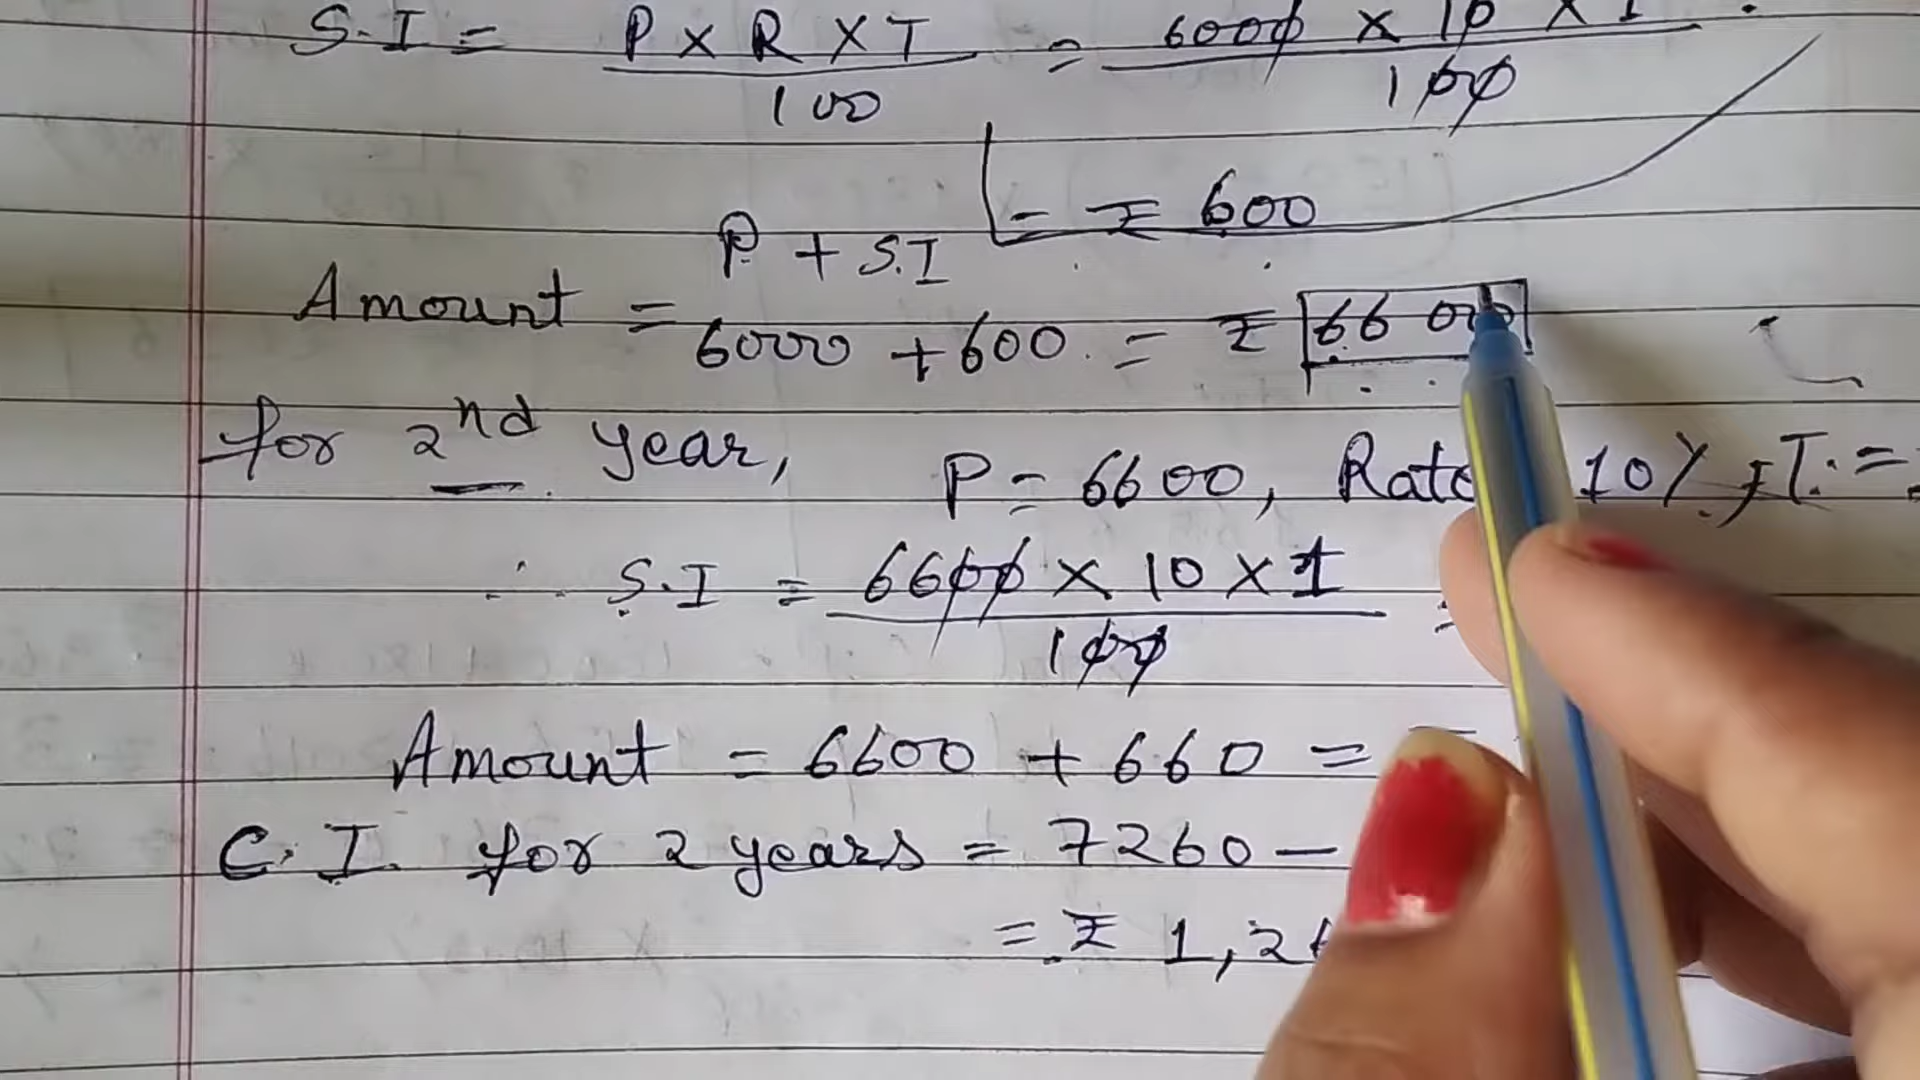 S.I = P x R x T / 100 = 6000 x 10 x 1 / 100
= ₹ 600
P + S.I
Amount = 6000 + 600 = ₹ 6600
for 2nd year, P = 6600, Rate 10%, T. =
∴ S.I = 6600 x 10 x 1 / 100 =
Amount = 6600 + 660 =
C.I. for 2 years = 7260 –
= ₹ 1,26